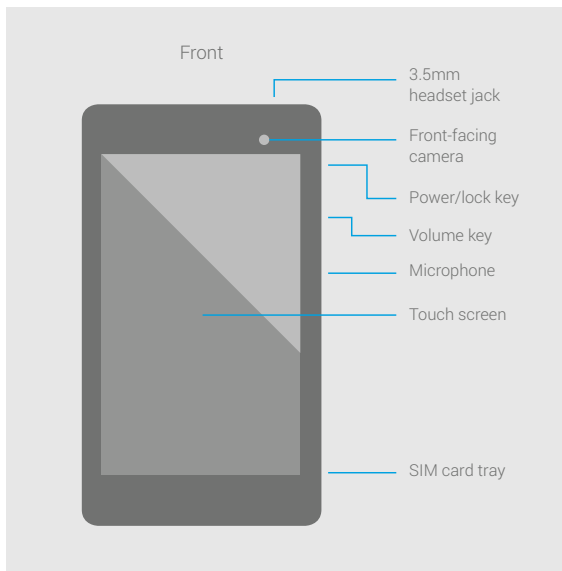 Front
3.5mm
headset jack
Front-facing
camera
Power/lock key
Volume key
Microphone
Touch screen
SIM card tray